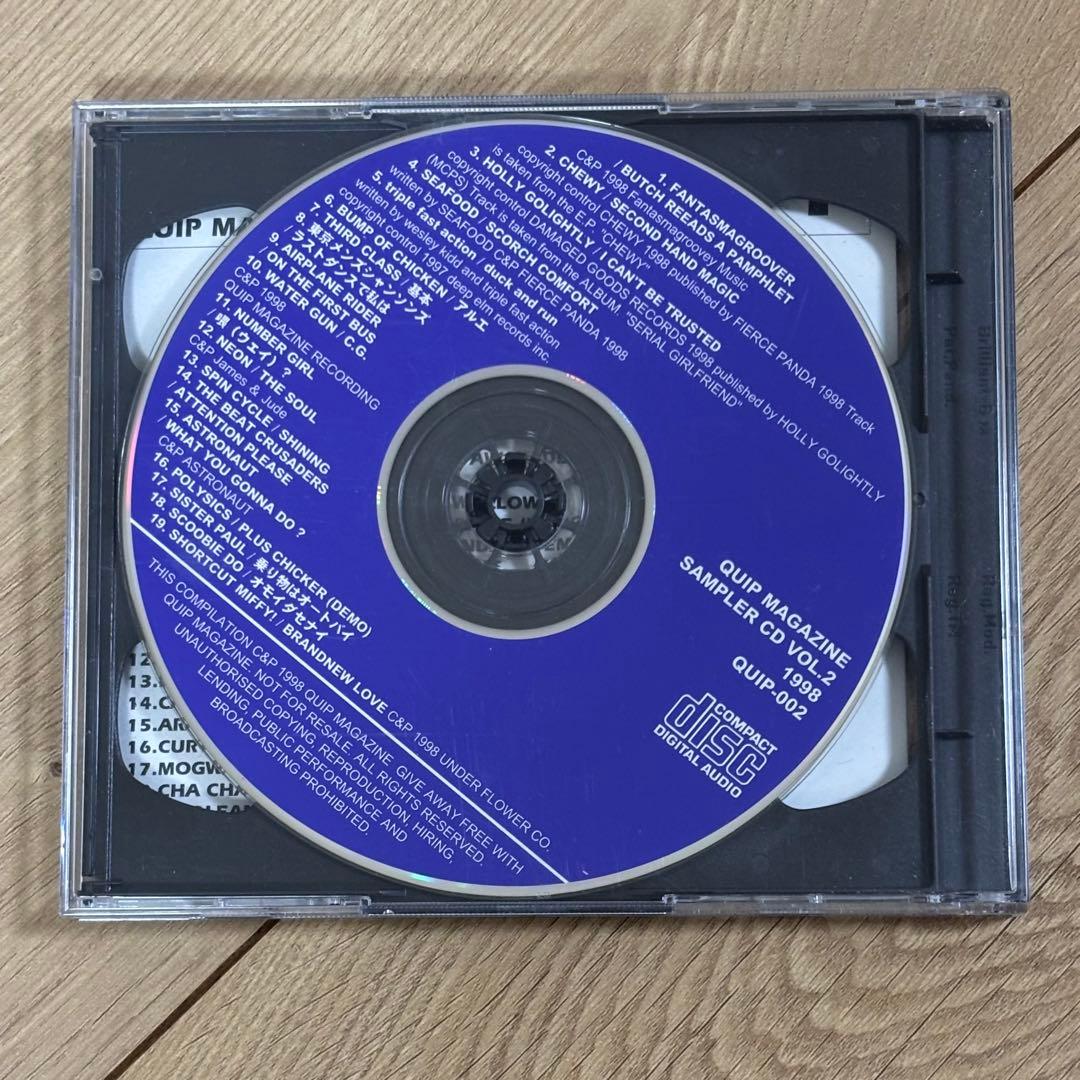 1. FANTASMAGROOVER
/ BUTCH REEADS A PAMPHLET
C&P 1998 Fantasmagroovey Music
2. CHEWY / SECOND HAND MAGIC
copyright control CHEWY 1998 published by FIERCE PANDA 1998 Track
is taken from the E.P. "CHEWY"
3. HOLLY GOLIGHTLY / I CAN'T BE TRUSTED
copyright control DAMAGED GOODS RECORDS 1998 published by HOLLY GOLIGHTLY
(MCPS) Track is taken from the ALBUM. "SERIAL GIRLFRIEND"
4. SEAFOOD / SCORCH COMFORT
written by SEAFOOD C&P FIERCE PANDA 1998
5. triple fast action / duck and run
written by wesley kidd and triple fast action
copyright control 1997 deep elm records inc.
6. BUMP OF CHICKEN / アルエ
7. THIRD CLASS / 基本
8. 東京メンズシャンソンズ
/ ラストダンス私は
9. AIRPLANE RIDER
ON THE FIRST BUS
10. WATER GUN / C.G.
C&P 1998
QUIP MAGAZINE RECORDING
11. NUMBER GIRL
/ 唄 (ウェイ) ?
12. NEON / THE SOUL
C&P James & Jude
13. SPIN CYCLE / SHINING
14. THE BEAT CRUSADERS
/ ATTENTION PLEASE
15. ASTRONAUT
/ WHAT YOU GONNA DO ?
C&P ASTRONAUT
16. POLYSICS / PLUS CHICKER (DEMO)
17. SISTER PAUL / 乗り物はオートバイ
18. SCOOBIE DO / オモイダセナイ
19. SHORTCUT MIFFY! / BRANDNEW LOVE C&P 1998 UNDER FLOWER CO.
THIS COMPILATION C&P 1998 QUIP MAGAZINE. GIVE AWAY FREE WITH
QUIP MAGAZINE. NOT FOR RESALE. ALL RIGHTS RESERVED.
UNAUTHORISED COPYING, REPRODUCTION, HIRING,
LENDING, PUBLIC PERFORMANCE AND
BROADCASTING PROHIBITED.
QUIP MAGAZINE
SAMPLER CD VOL.2
1998
QUIP-002
COMPACT
disc
DIGITAL AUDIO
14.
15.
16.
17.
CHA